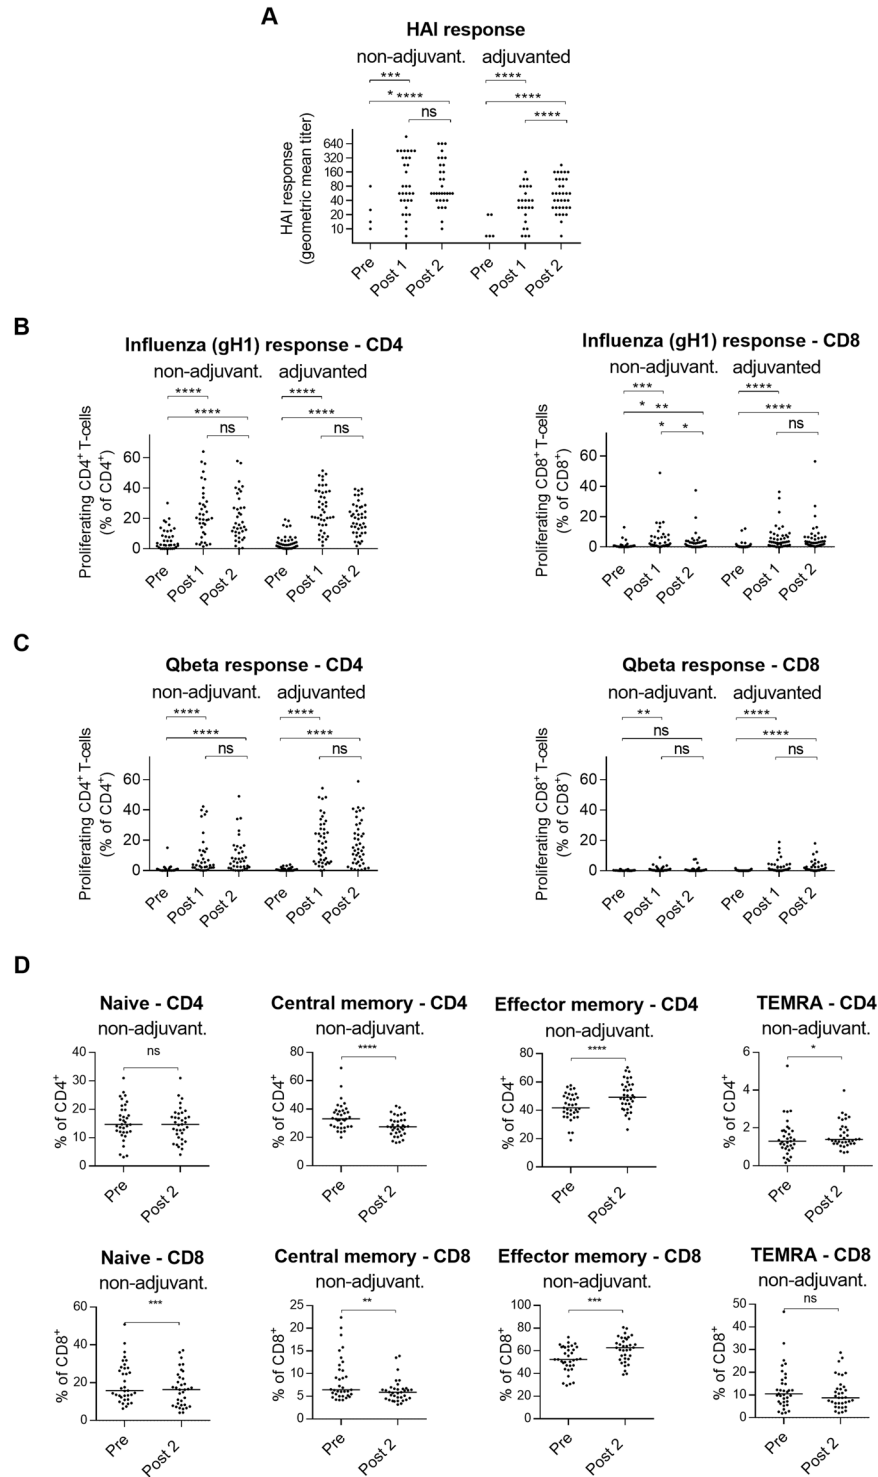 A
HAI response
non-adjuvant. adjuvanted
*** ****
* **** ****
ns ****
HAI response
(geometric mean titer)
640
320
160
80
40
20
10
Pre Post 1 Post 2 Pre Post 1 Post 2
B
Influenza (gH1) response - CD4
non-adjuvant. adjuvanted
**** ****
**** ****
ns ns
Proliferating CD4+ T-cells
(% of CD4+)
60
40
20
0
Pre Post 1 Post 2 Pre Post 1 Post 2
Influenza (gH1) response - CD8
non-adjuvant. adjuvanted
*** ****
* ** ****
* * ns
Proliferating CD8+ T-cells
(% of CD8+)
60
40
20
0
Pre Post 1 Post 2 Pre Post 1 Post 2
C
Qbeta response - CD4
non-adjuvant. adjuvanted
**** ****
**** ****
ns ns
Proliferating CD4+ T-cells
(% of CD4+)
60
40
20
0
Pre Post 1 Post 2 Pre Post 1 Post 2
Qbeta response - CD8
non-adjuvant. adjuvanted
** ****
ns ****
ns ns
Proliferating CD8+ T-cells
(% of CD8+)
60
40
20
0
Pre Post 1 Post 2 Pre Post 1 Post 2
D
Naive - CD4
non-adjuvant.
ns
% of CD4+
40
30
20
10
0
Pre Post 2
Central memory - CD4
non-adjuvant.
****
% of CD4+
80
60
40
20
0
Pre Post 2
Effector memory - CD4
non-adjuvant.
****
% of CD4+
80
60
40
20
0
Pre Post 2
TEMRA - CD4
non-adjuvant.
*
% of CD4+
6
4
2
0
Pre Post 2
Naive - CD8
non-adjuvant.
***
% of CD8+
60
40
20
0
Pre Post 2
Central memory - CD8
non-adjuvant.
**
% of CD8+
25
20
15
10
5
0
Pre Post 2
Effector memory - CD8
non-adjuvant.
***
% of CD8+
100
80
60
40
20
0
Pre Post 2
TEMRA - CD8
non-adjuvant.
ns
% of CD8+
50
40
30
20
10
0
Pre Post 2